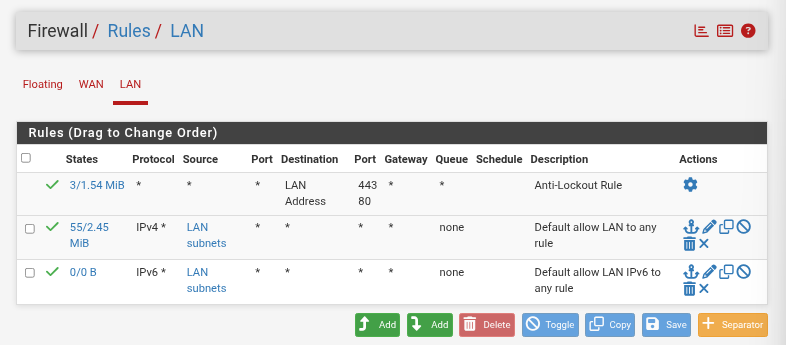 Firewall / Rules / LAN
Floating WAN LAN
Rules (Drag to Change Order)
States Protocol Source Port Destination Port Gateway Queue Schedule Description Actions
3/1.54 MiB * * * LAN 443 * * Anti-Lockout Rule
Address 80
55/2.45 IPv4 * LAN * * * * none Default allow LAN to any
MiB subnets rule
0/0 B IPv6 * LAN * * * * none Default allow LAN IPv6 to
subnets any rule
Add Add Delete Toggle Copy Save Separator